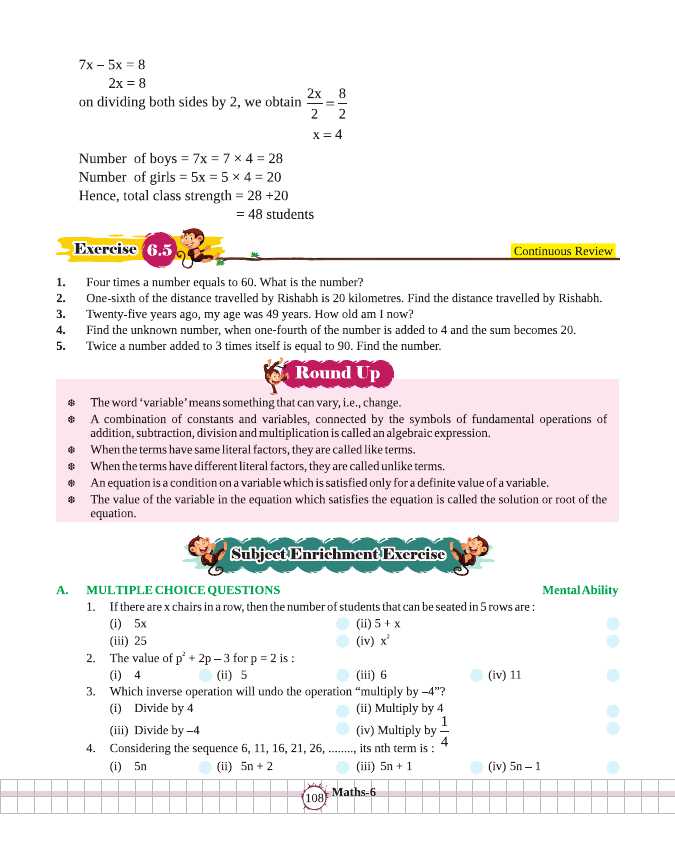 7x – 5x = 8
2x = 8
on dividing both sides by 2, we obtain 2x/2 = 8/2
x = 4
Number of boys = 7x = 7 × 4 = 28
Number of girls = 5x = 5 × 4 = 20
Hence, total class strength = 28 +20
= 48 students
Exercise 6.5 Continuous Review
1. Four times a number equals to 60. What is the number?
2. One-sixth of the distance travelled by Rishabh is 20 kilometres. Find the distance travelled by Rishabh.
3. Twenty-five years ago, my age was 49 years. How old am I now?
4. Find the unknown number, when one-fourth of the number is added to 4 and the sum becomes 20.
5. Twice a number added to 3 times itself is equal to 90. Find the number.
Round Up
❆ The word ‘variable’ means something that can vary, i.e., change.
❆ A combination of constants and variables, connected by the symbols of fundamental operations of
addition, subtraction, division and multiplication is called an algebraic expression.
❆ When the terms have same literal factors, they are called like terms.
❆ When the terms have different literal factors, they are called unlike terms.
❆ An equation is a condition on a variable which is satisfied only for a definite value of a variable.
❆ The value of the variable in the equation which satisfies the equation is called the solution or root of the
equation.
Subject Enrichment Exercise
A. MULTIPLE CHOICE QUESTIONS Mental Ability
1. If there are x chairs in a row, then the number of students that can be seated in 5 rows are :
(i) 5x (ii) 5 + x
(iii) 25 (iv) x²
2. The value of p² + 2p – 3 for p = 2 is :
(i) 4 (ii) 5 (iii) 6 (iv) 11
3. Which inverse operation will undo the operation “multiply by –4”?
(i) Divide by 4 (ii) Multiply by 4
(iii) Divide by –4 (iv) Multiply by 1/4
4. Considering the sequence 6, 11, 16, 21, 26, ........, its nth term is :
(i) 5n (ii) 5n + 2 (iii) 5n + 1 (iv) 5n – 1
108 Maths-6